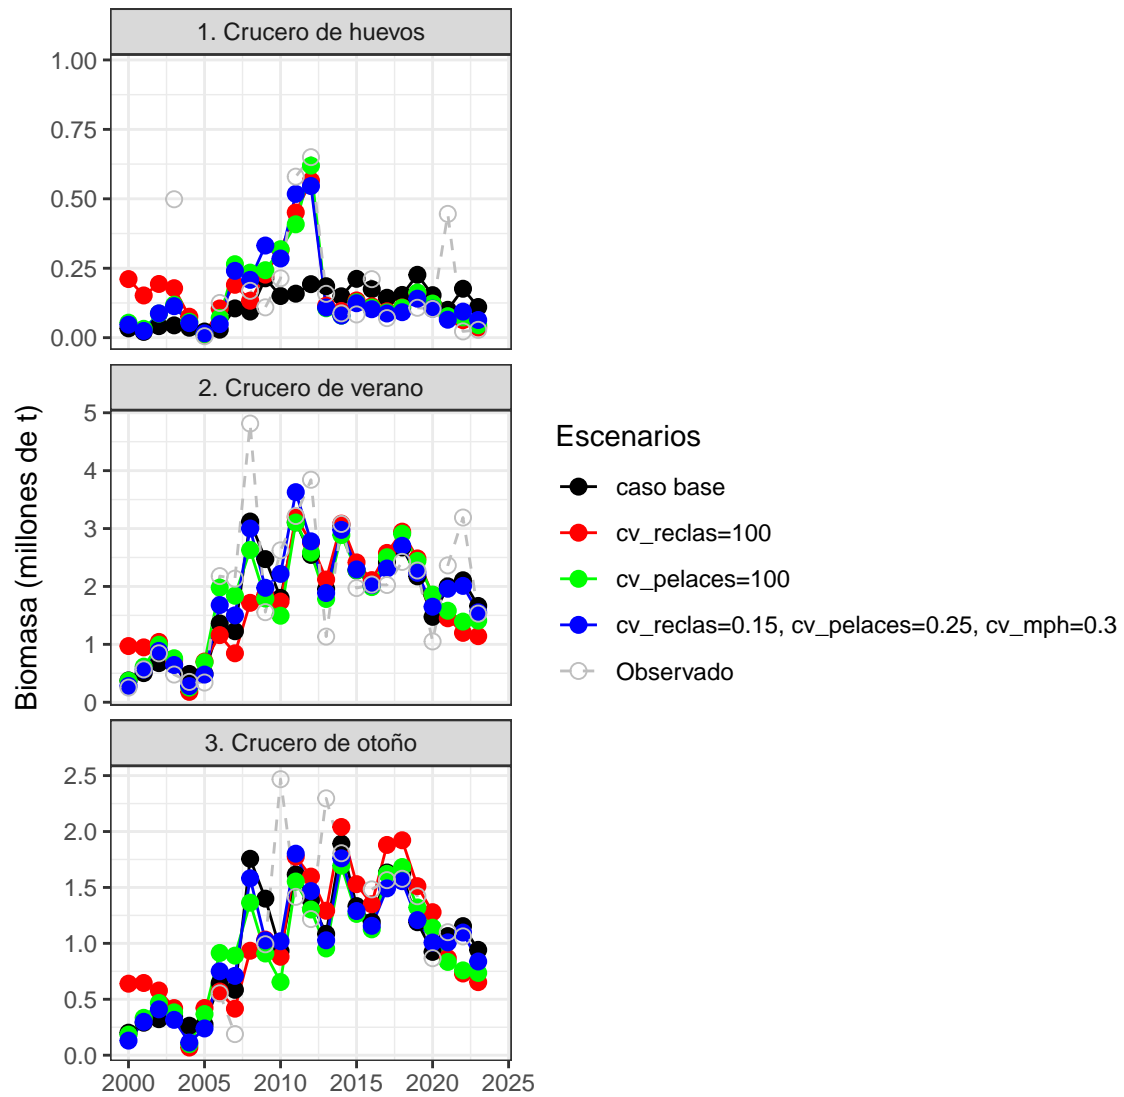 1. Crucero de huevos
1.00
0.75
0.50
0.25
0.00
2. Crucero de verano
5
4
3
2
1
0
3. Crucero de otoño
2.5
2.0
1.5
1.0
0.5
0.0
2000 2005 2010 2015 2020 2025
Biomasa (millones de t)
Escenarios
caso base
cv_reclas=100
cv_pelaces=100
cv_reclas=0.15, cv_pelaces=0.25, cv_mph=0.3
Observado